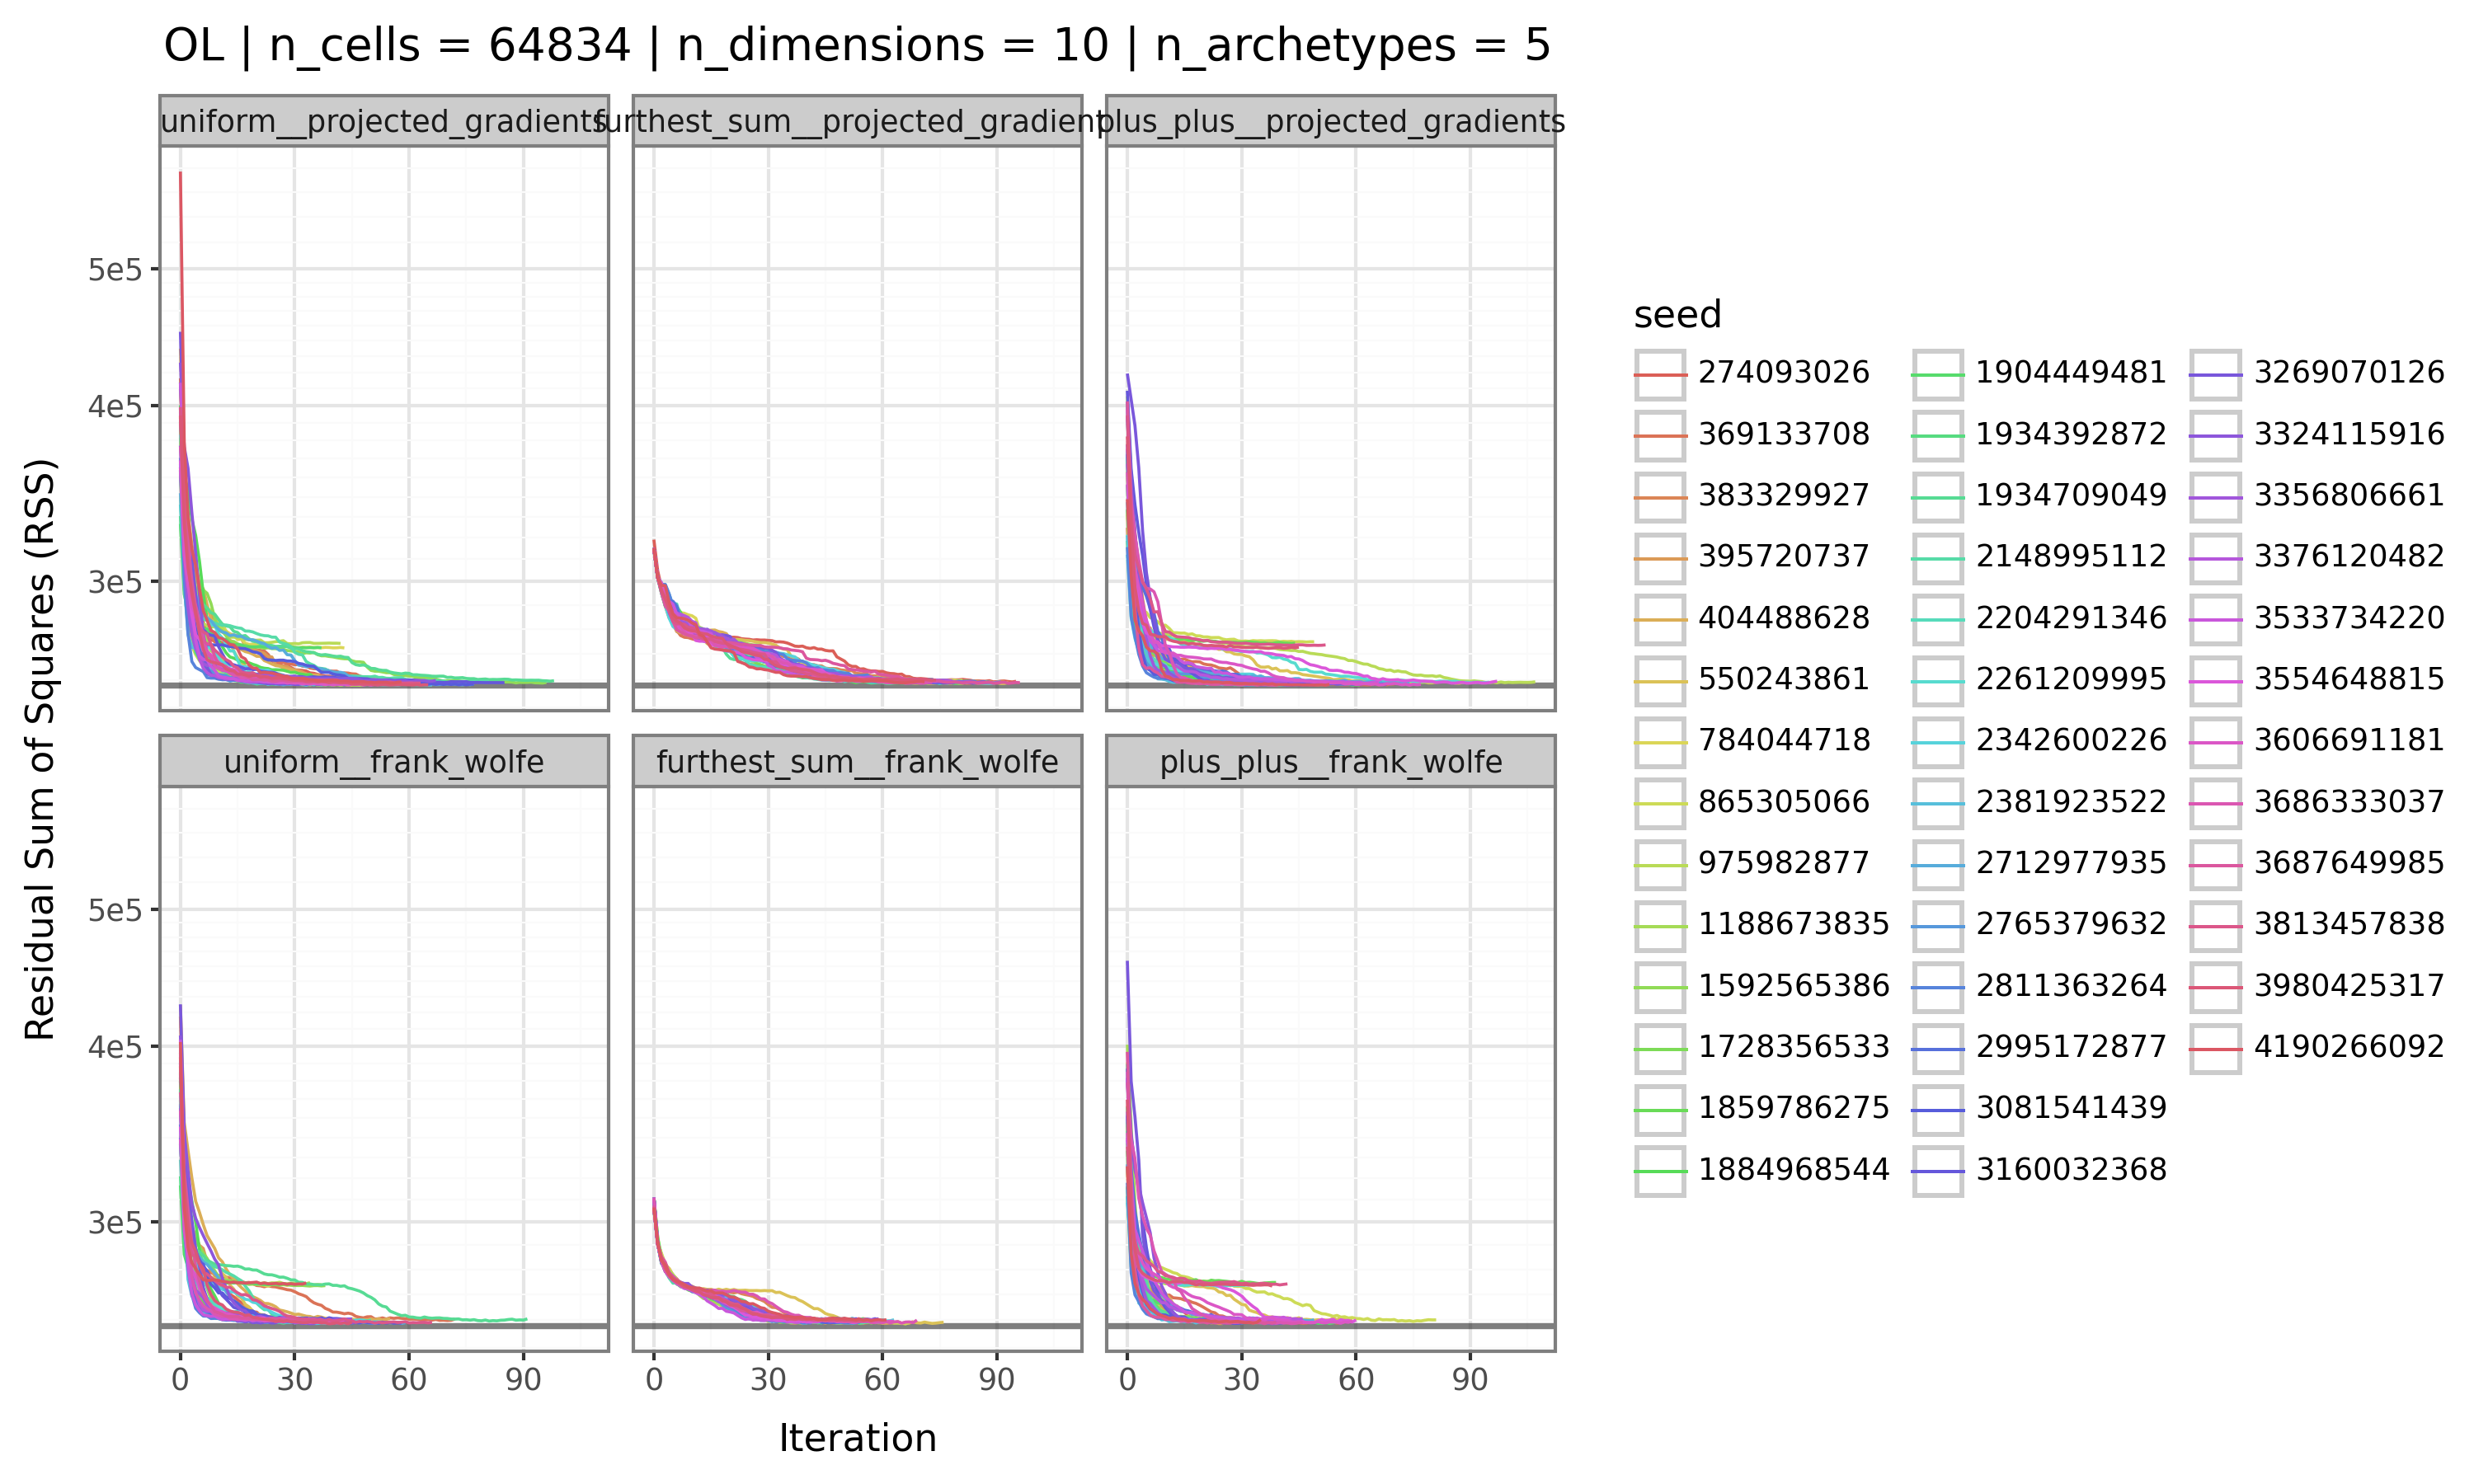 OL | n_cells = 64834 | n_dimensions = 10 | n_archetypes = 5
uniform__projected_gradients
furthest_sum__projected_gradient
plus_plus__projected_gradients
5e5
4e5
3e5
uniform__frank_wolfe
furthest_sum__frank_wolfe
plus_plus__frank_wolfe
5e5
4e5
3e5
0 30 60 90
0 30 60 90
0 30 60 90
Iteration
Residual Sum of Squares (RSS)
seed
274093026
369133708
383329927
395720737
404488628
550243861
784044718
865305066
975982877
1188673835
1592565386
1728356533
1859786275
1884968544
1904449481
1934392872
1934709049
2148995112
2204291346
2261209995
2342600226
2381923522
2712977935
2765379632
2811363264
2995172877
3081541439
3160032368
3269070126
3324115916
3356806661
3376120482
3533734220
3554648815
3606691181
3686333037
3687649985
3813457838
3980425317
4190266092